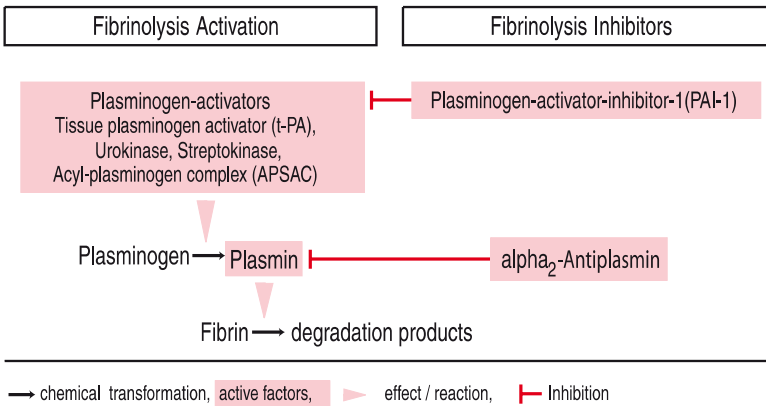 Fibrinolysis Activation
Fibrinolysis Inhibitors
Plasminogen-activators
Tissue plasminogen activator (t-PA),
Urokinase, Streptokinase,
Acyl-plasminogen complex (APSAC)
Plasminogen-activator-inhibitor-1(PAI-1)
Plasminogen
Plasmin
alpha2-Antiplasmin
Fibrin
degradation products
chemical transformation,
active factors,
effect / reaction,
Inhibition